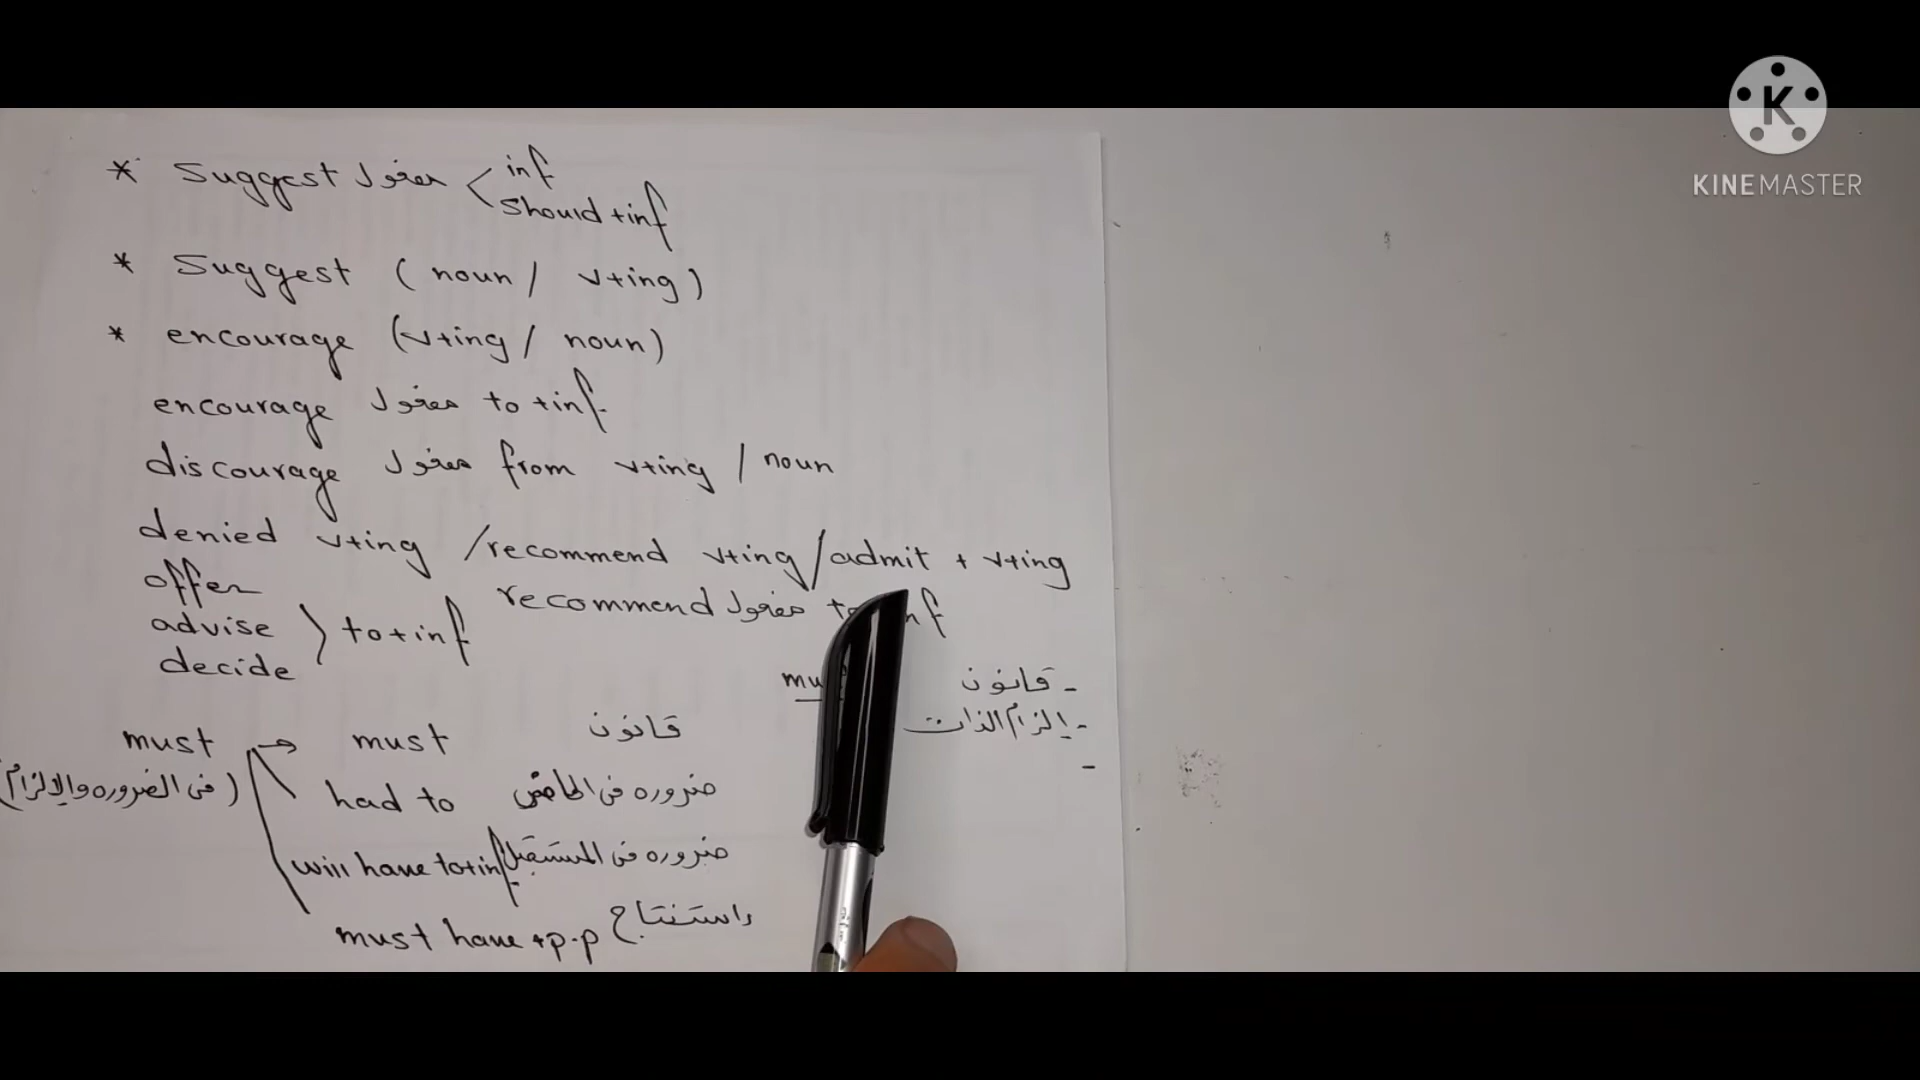 KINEMASTER
* Suggest مفعول < inf
should + inf
* Suggest ( noun / v+ing )
* encourage (v+ing / noun)
encourage مفعول to + inf
discourage مفعول from v+ing / noun
denied v+ing / recommend v+ing / admit + v+ing
offer
recommend مفعول
advise > to + inf
decide
- قانون
- إلزام الذات
-
must → must قانون
(فى الضروره والإلزام) had to ضروره فى الماضى
will have to + inf ضروره فى المستقبل
must have + p.p استنتاج